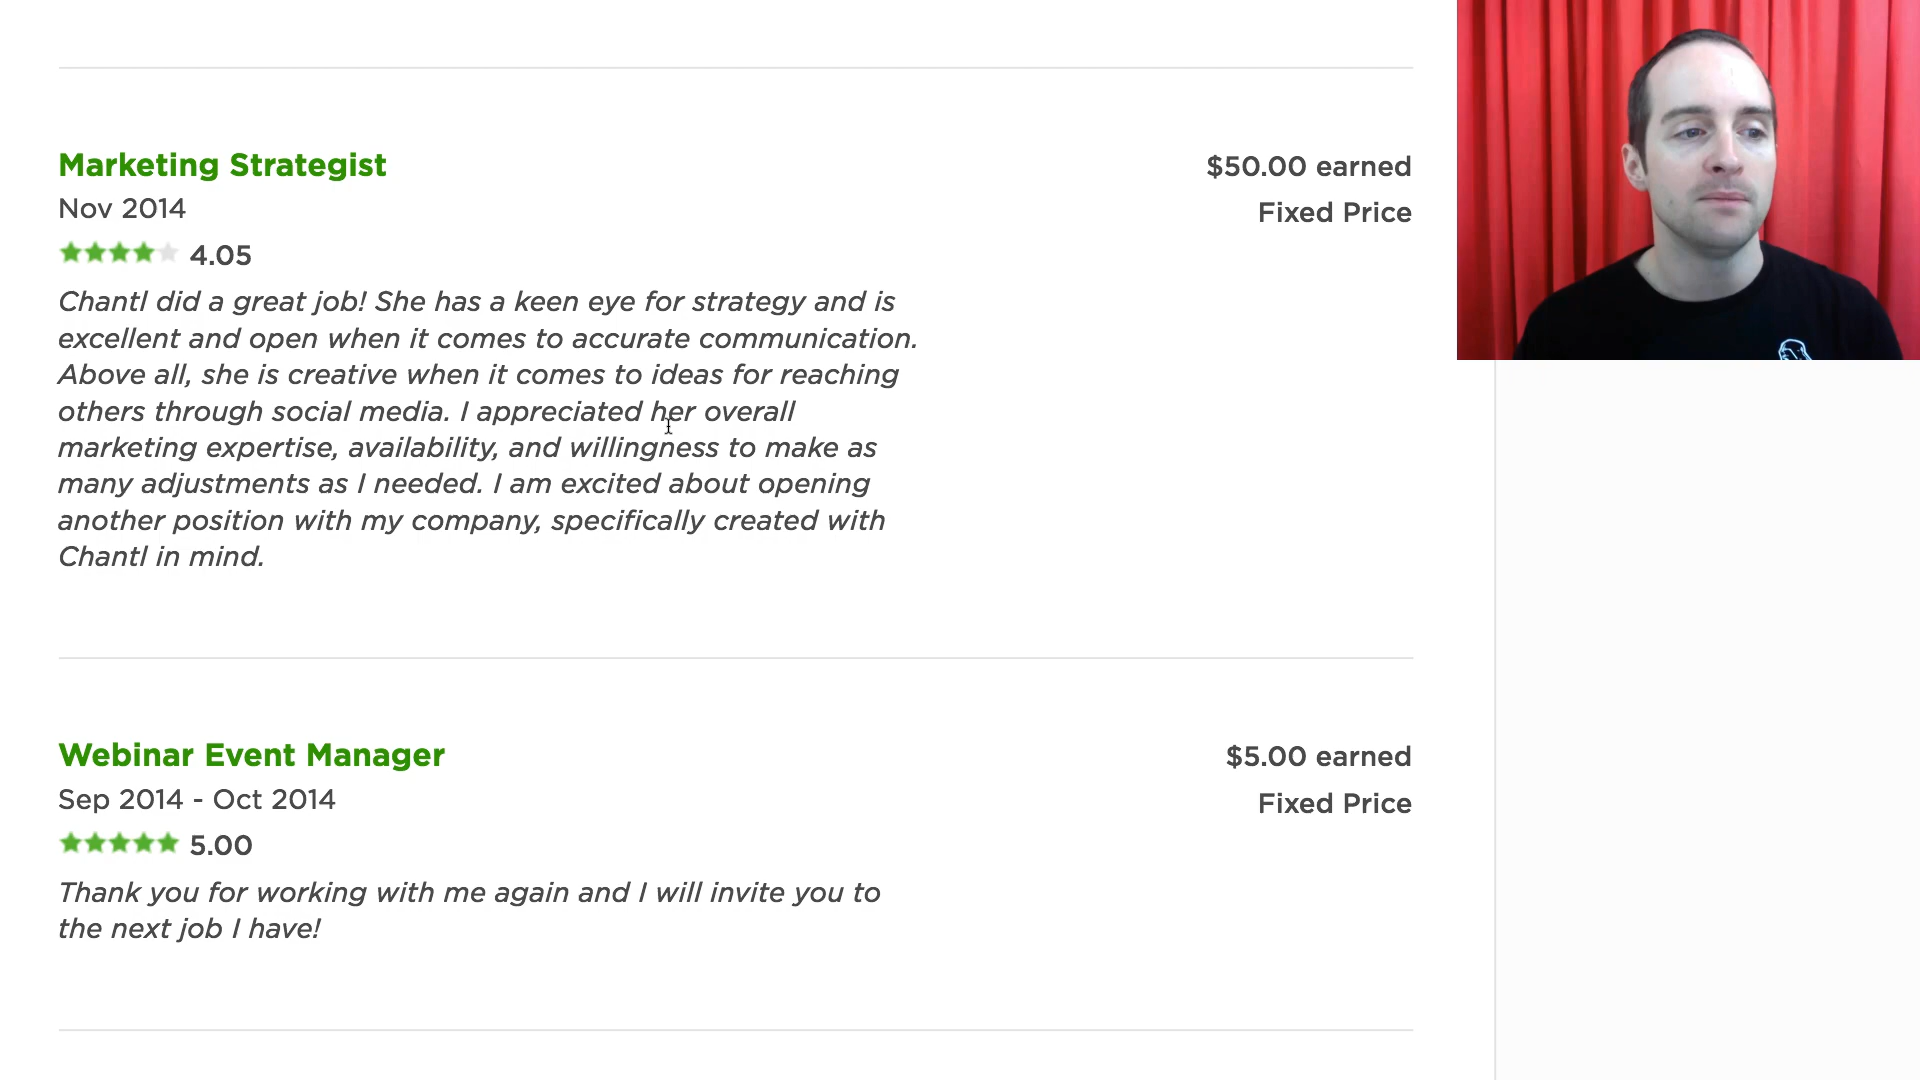 Marketing Strategist
$50.00 earned
Nov 2014
Fixed Price
4.05
Chantl did a great job! She has a keen eye for strategy and is
excellent and open when it comes to accurate communication.
Above all, she is creative when it comes to ideas for reaching
others through social media. I appreciated her overall
marketing expertise, availability, and willingness to make as
many adjustments as I needed. I am excited about opening
another position with my company, specifically created with
Chantl in mind.
Webinar Event Manager
$5.00 earned
Sep 2014 - Oct 2014
Fixed Price
5.00
Thank you for working with me again and I will invite you to
the next job I have!